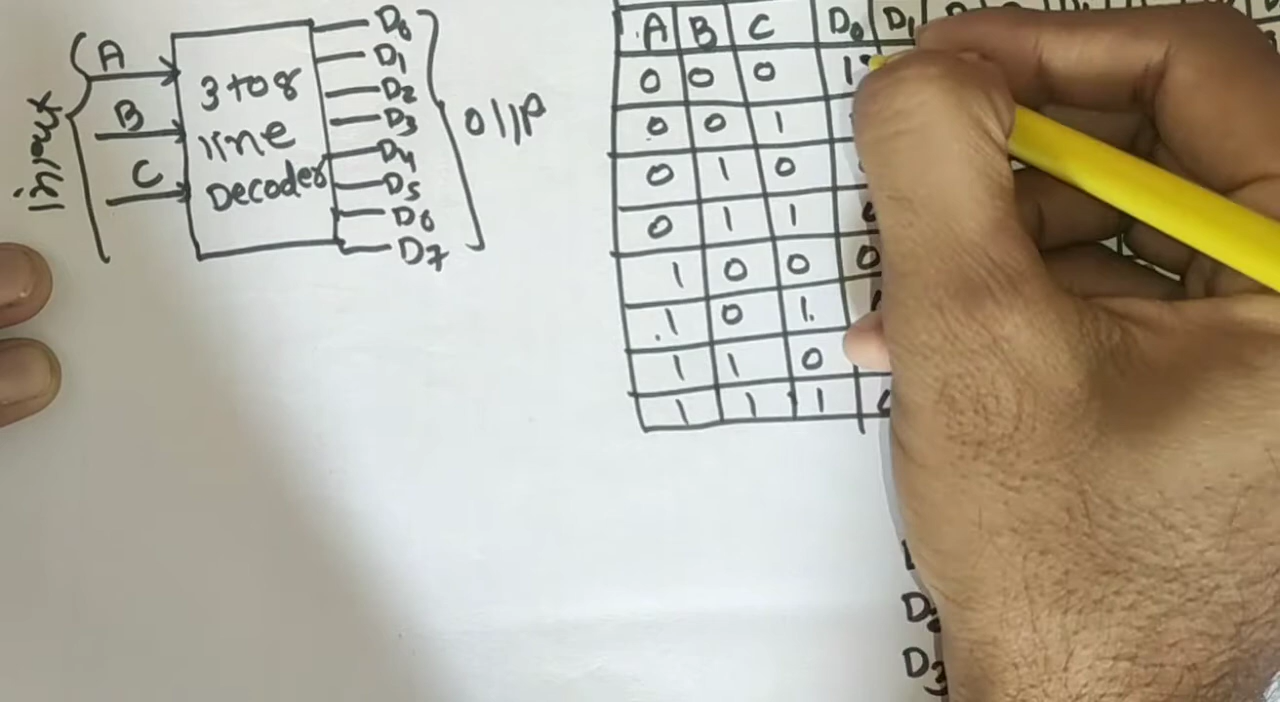 input
A
B
C
3 to 8
line
Decoder
D0
D1
D2
D3
D4
D5
D6
D7
O/P
A B C D0 D1
0 0 0 1
0 0 1
0 1 0
0 1 1
1 0 0 0
1 0 1
1 1 0
1 1 1
D3